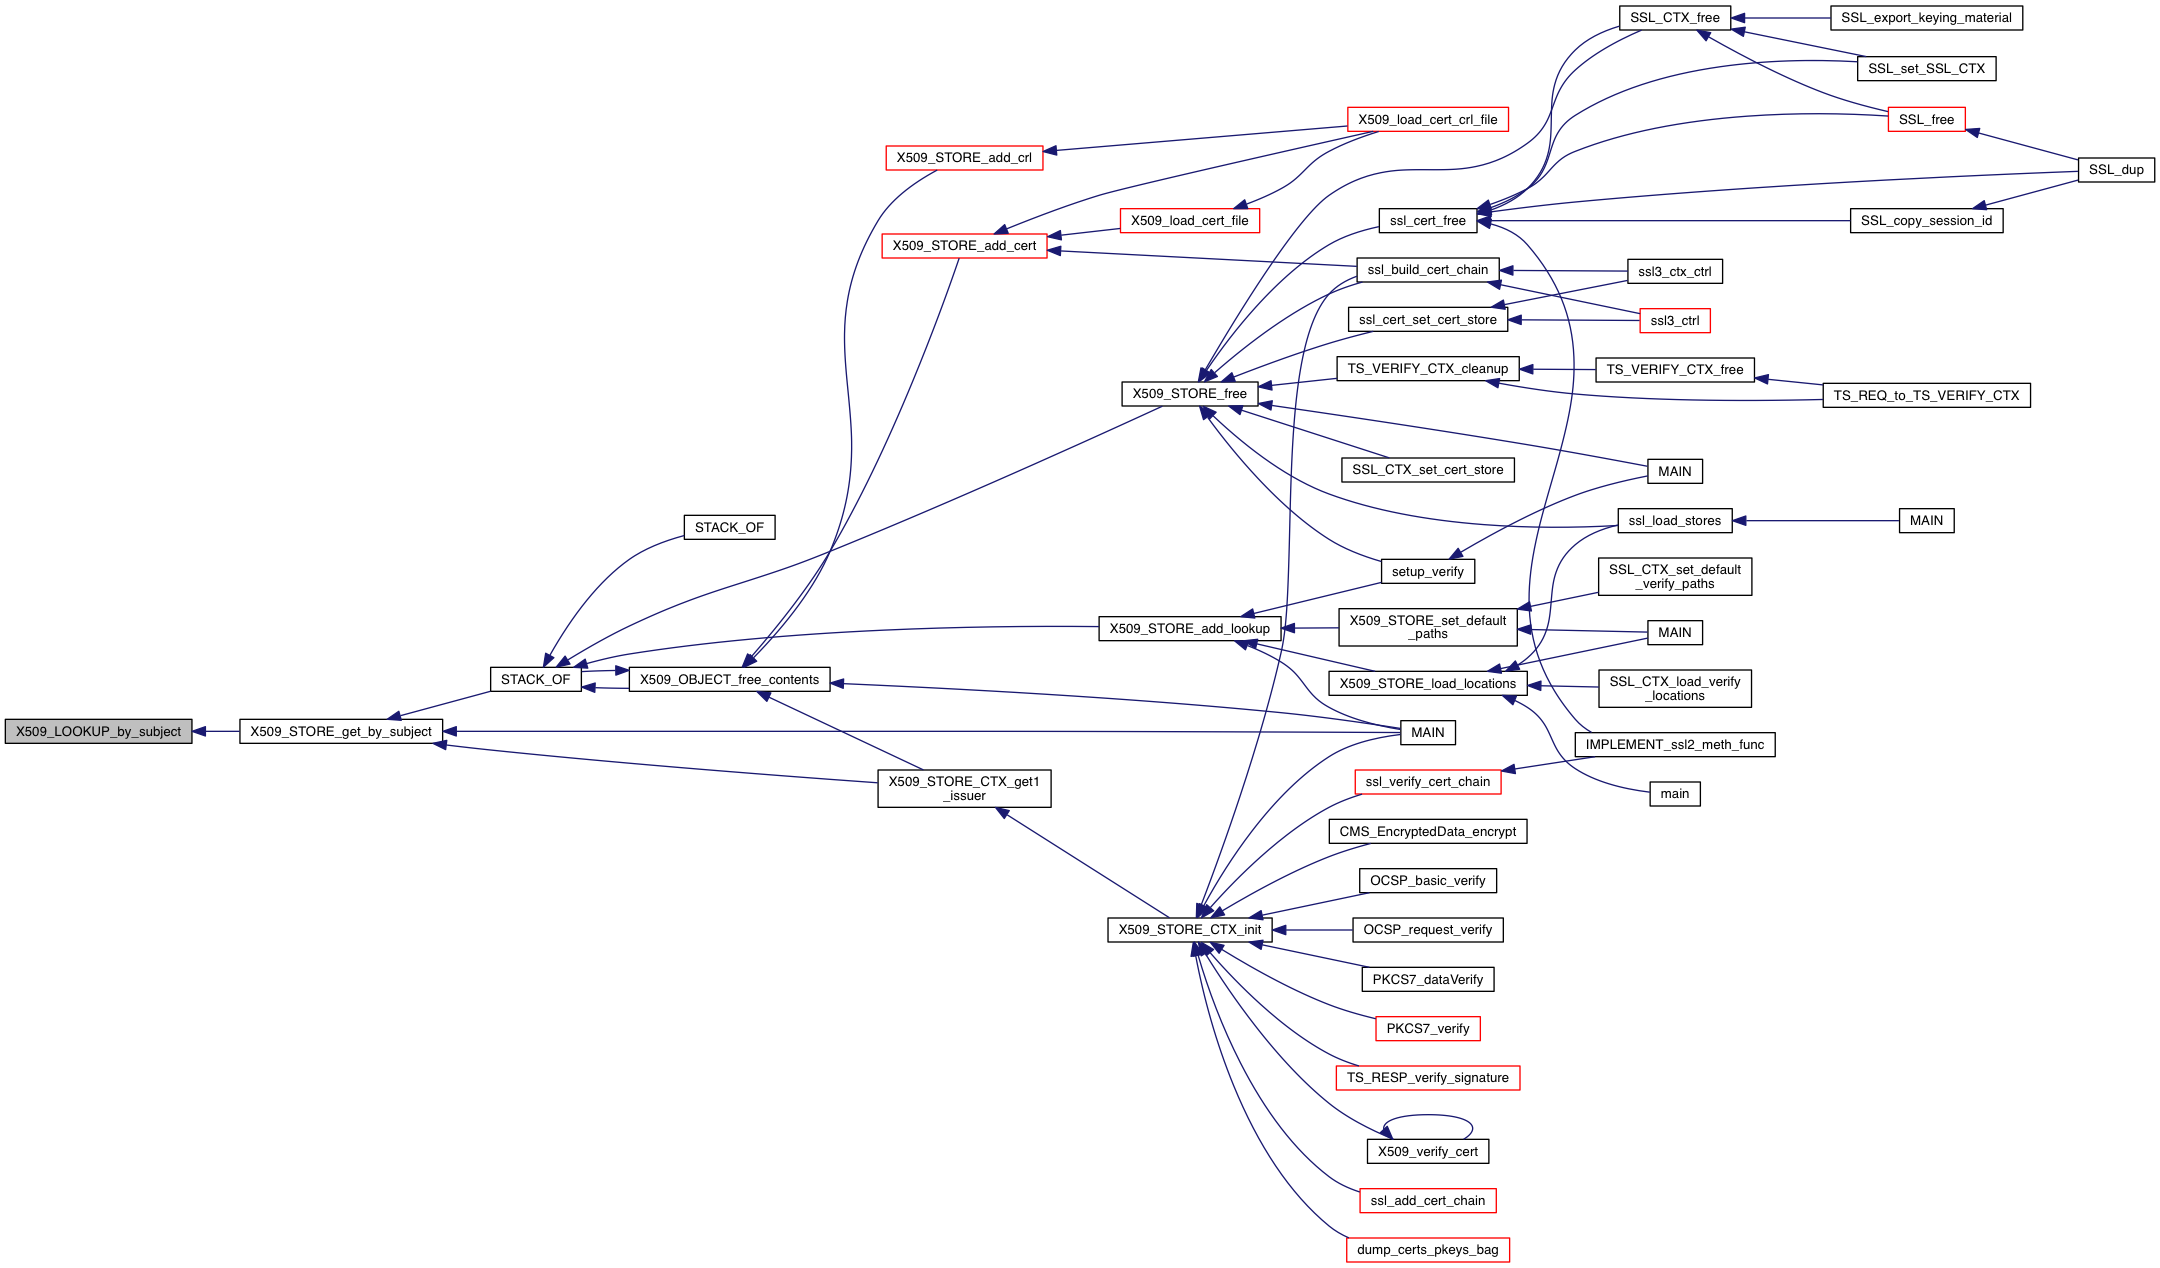 SSL_CTX_free
SSL_export_keying_material
SSL_set_SSL_CTX
X509_load_cert_crl_file
SSL_free
X509_STORE_add_crl
SSL_dup
X509_load_cert_file
ssl_cert_free
SSL_copy_session_id
X509_STORE_add_cert
ssl_build_cert_chain
ssl3_ctx_ctrl
ssl_cert_set_cert_store
ssl3_ctrl
TS_VERIFY_CTX_cleanup
TS_VERIFY_CTX_free
X509_STORE_free
TS_REQ_to_TS_VERIFY_CTX
SSL_CTX_set_cert_store
MAIN
STACK_OF
ssl_load_stores
MAIN
setup_verify
SSL_CTX_set_default
_verify_paths
X509_STORE_add_lookup
X509_STORE_set_default
_paths
MAIN
STACK_OF
X509_OBJECT_free_contents
X509_STORE_load_locations
SSL_CTX_load_verify
_locations
X509_LOOKUP_by_subject
X509_STORE_get_by_subject
MAIN
IMPLEMENT_ssl2_meth_func
X509_STORE_CTX_get1
_issuer
ssl_verify_cert_chain
main
CMS_EncryptedData_encrypt
OCSP_basic_verify
X509_STORE_CTX_init
OCSP_request_verify
PKCS7_dataVerify
PKCS7_verify
TS_RESP_verify_signature
X509_verify_cert
ssl_add_cert_chain
dump_certs_pkeys_bag